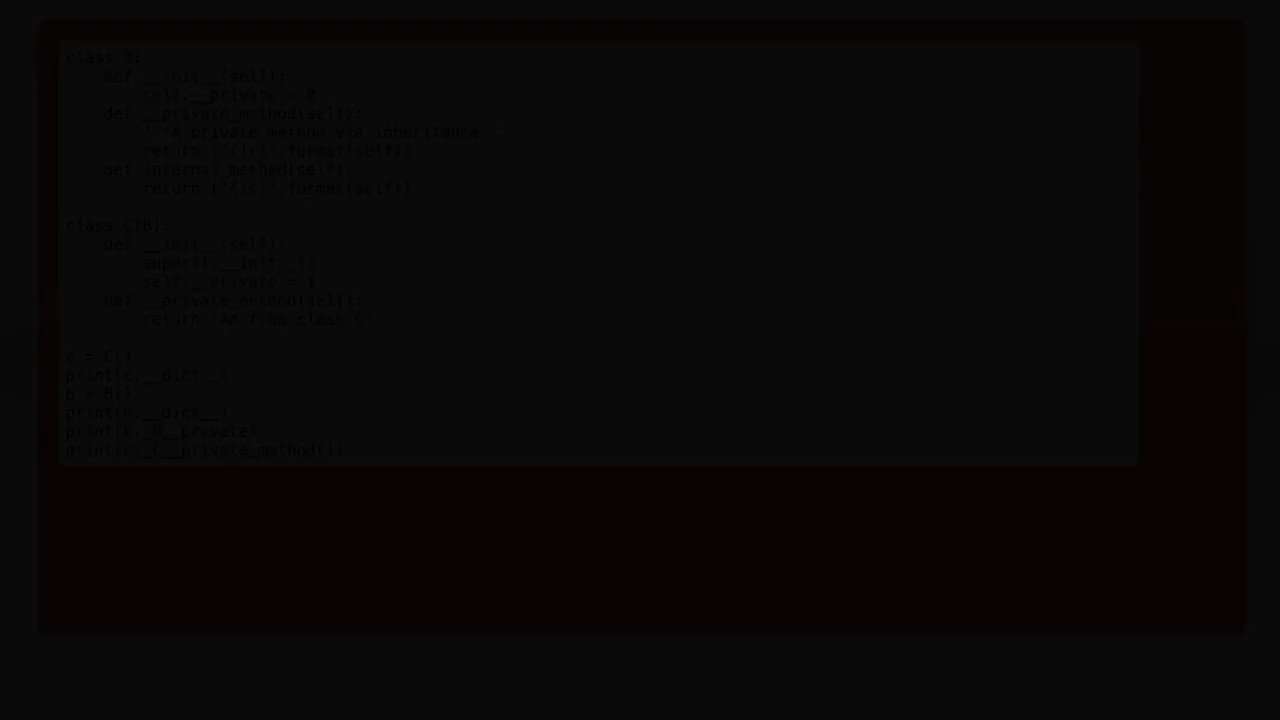 class B:
    def __init__(self):
        self.__private = 0
    def __private_method(self):
        '''A private method via inheritance!''
        return ('{!r}'.format(self))
    def internal_method(self):
        return ('{!s}'.format(self))
class C(B):
    def __init__(self):
        super().__init__()
        self.__private = 1
    def __private_method(self):
        return 'Am from class C'
c = C()
print(c.__dict__)
b = B()
print(b.__dict__)
print(b._B__private)
print(c._C__private_method())